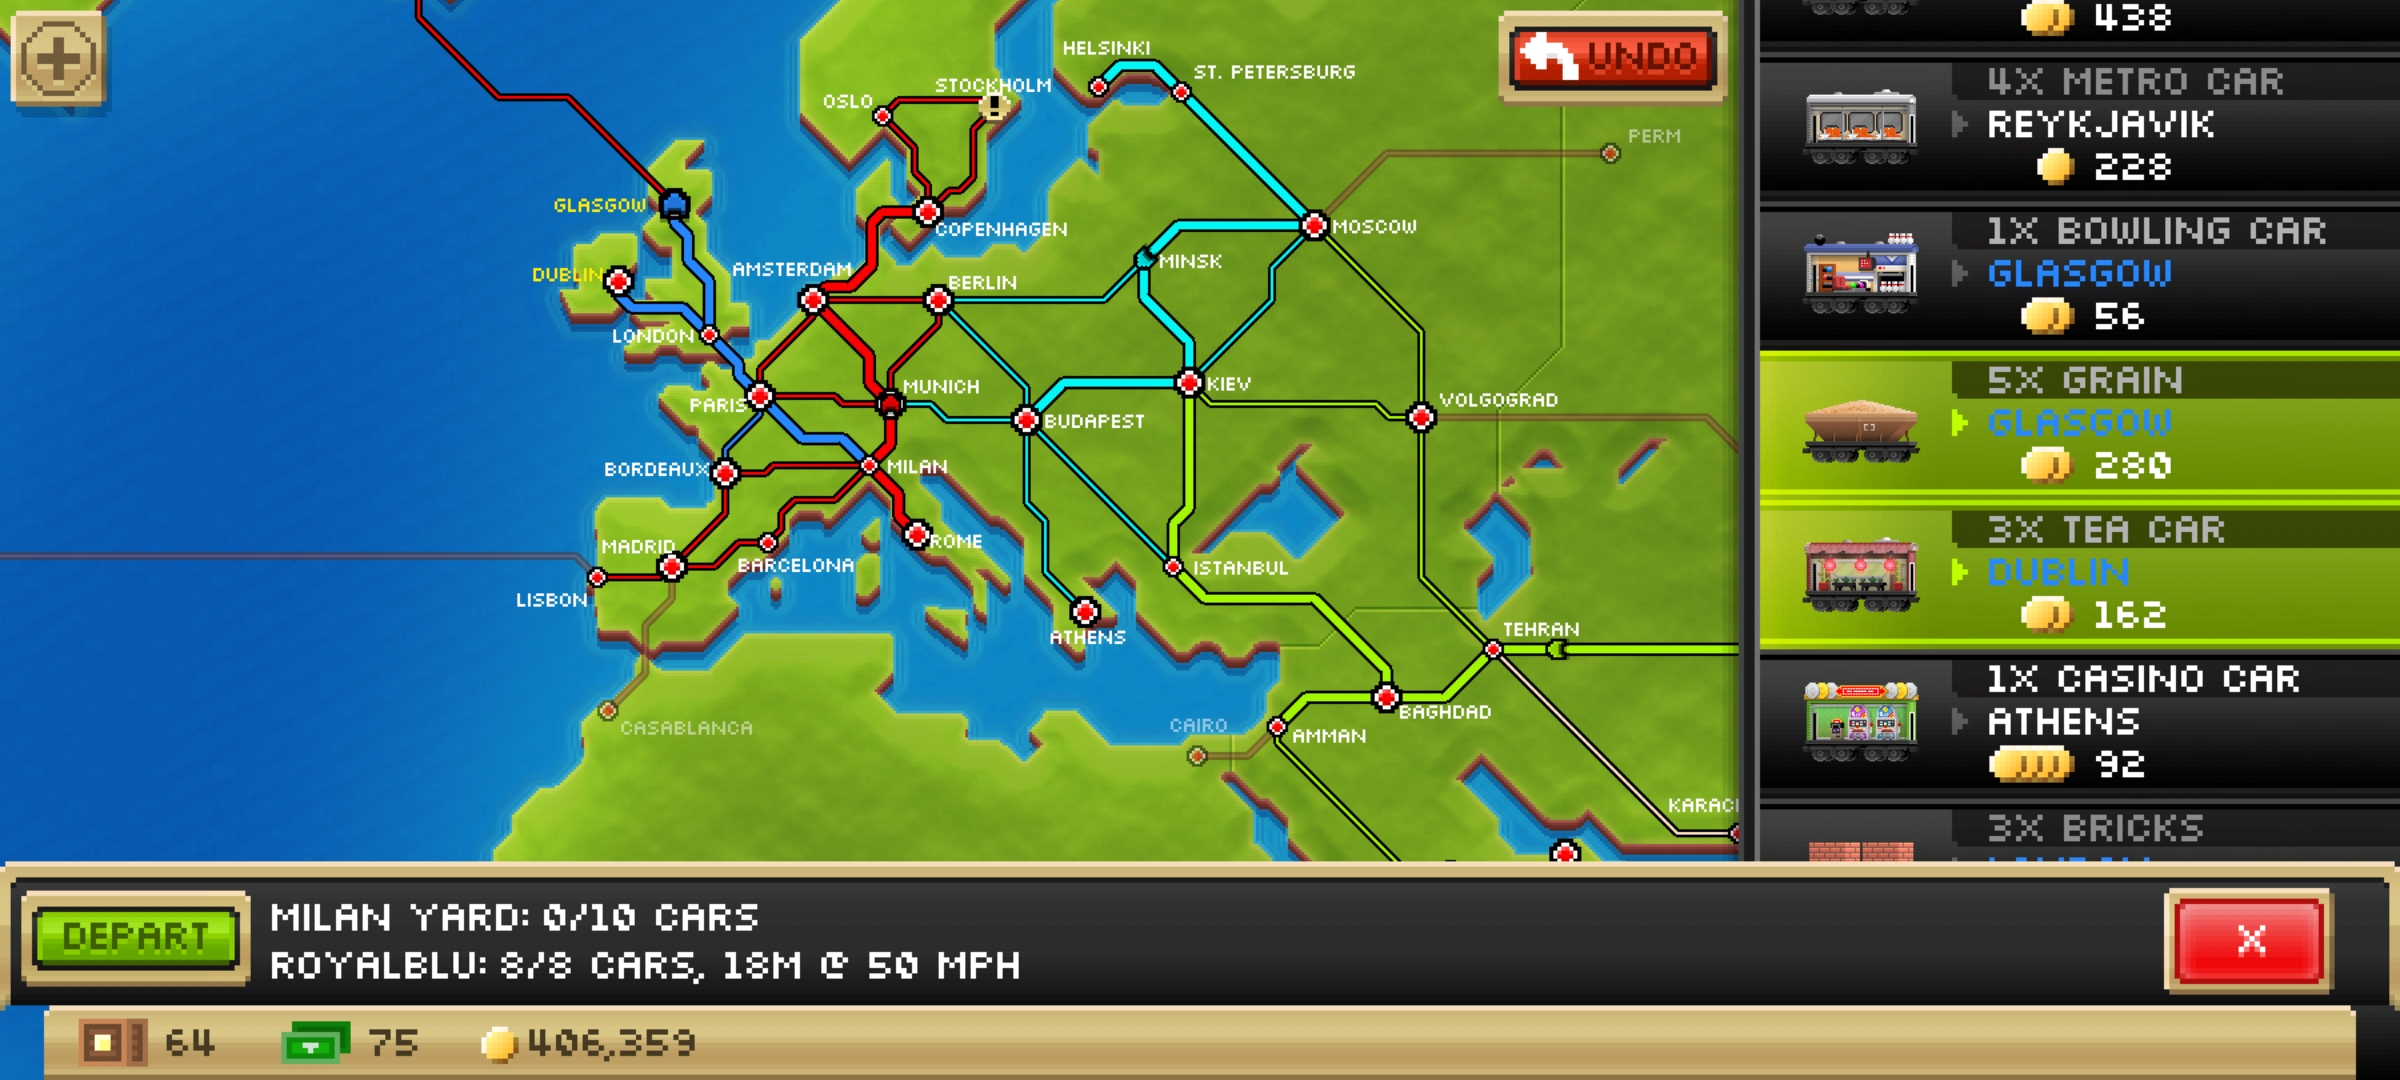 438
4X METRO CAR
REYKJAVIK
228
1X BOWLING CAR
GLASGOW
56
5X GRAIN
GLASGOW
280
3X TEA CAR
DUBLIN
162
1X CASINO CAR
ATHENS
92
3X BRICKS
UNDO
HELSINKI
ST. PETERSBURG
STOCKHOLM
OSLO
PERM
GLASGOW
COPENHAGEN
MOSCOW
DUBLIN
AMSTERDAM
BERLIN
MINSK
LONDON
MUNICH
KIEV
PARIS
BUDAPEST
VOLGOGRAD
BORDEAUX
MILAN
MADRID
ROME
BARCELONA
ISTANBUL
LISBON
ATHENS
TEHRAN
CASABLANCA
CAIRO
AMMAN
BAGHDAD
KARAC
DEPART
MILAN YARD: 0/10 CARS
ROYALBLU: 8/8 CARS, 18M @ 50 MPH
X
64
75
406,359